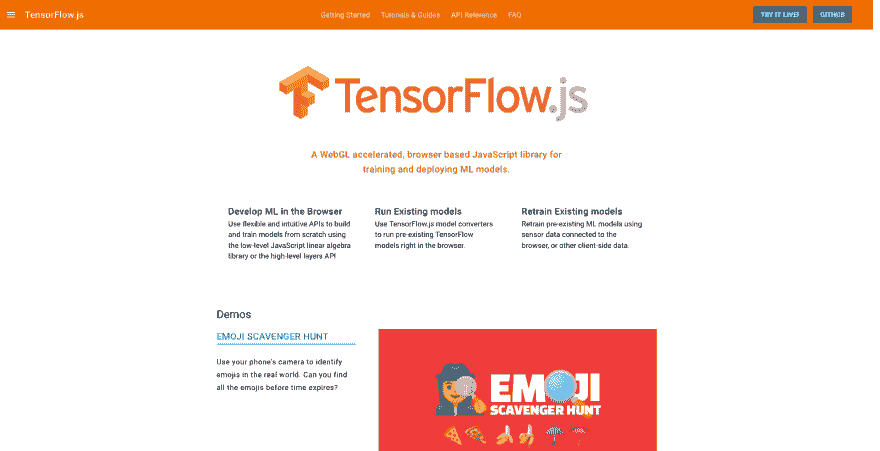 TensorFlow.js
Getting Started Tutorials & Guides API Reference FAQ
TRY IT LIVE! GITHUB
TensorFlow.js
A WebGL accelerated, browser based JavaScript library for
training and deploying ML models.
Develop ML in the Browser
Use flexible and intuitive APIs to build
and train models from scratch using
the low-level JavaScript linear algebra
library or the high-level layers API
Run Existing models
Use TensorFlow.js model converters
to run pre-existing TensorFlow
models right in the browser.
Retrain Existing models
Retrain pre-existing ML models using
sensor data connected to the
browser, or other client-side data.
Demos
EMOJI SCAVENGER HUNT
Use your phone's camera to identify
emojis in the real world. Can you find
all the emojis before time expires?
EMOJI
SCAVENGER HUNT